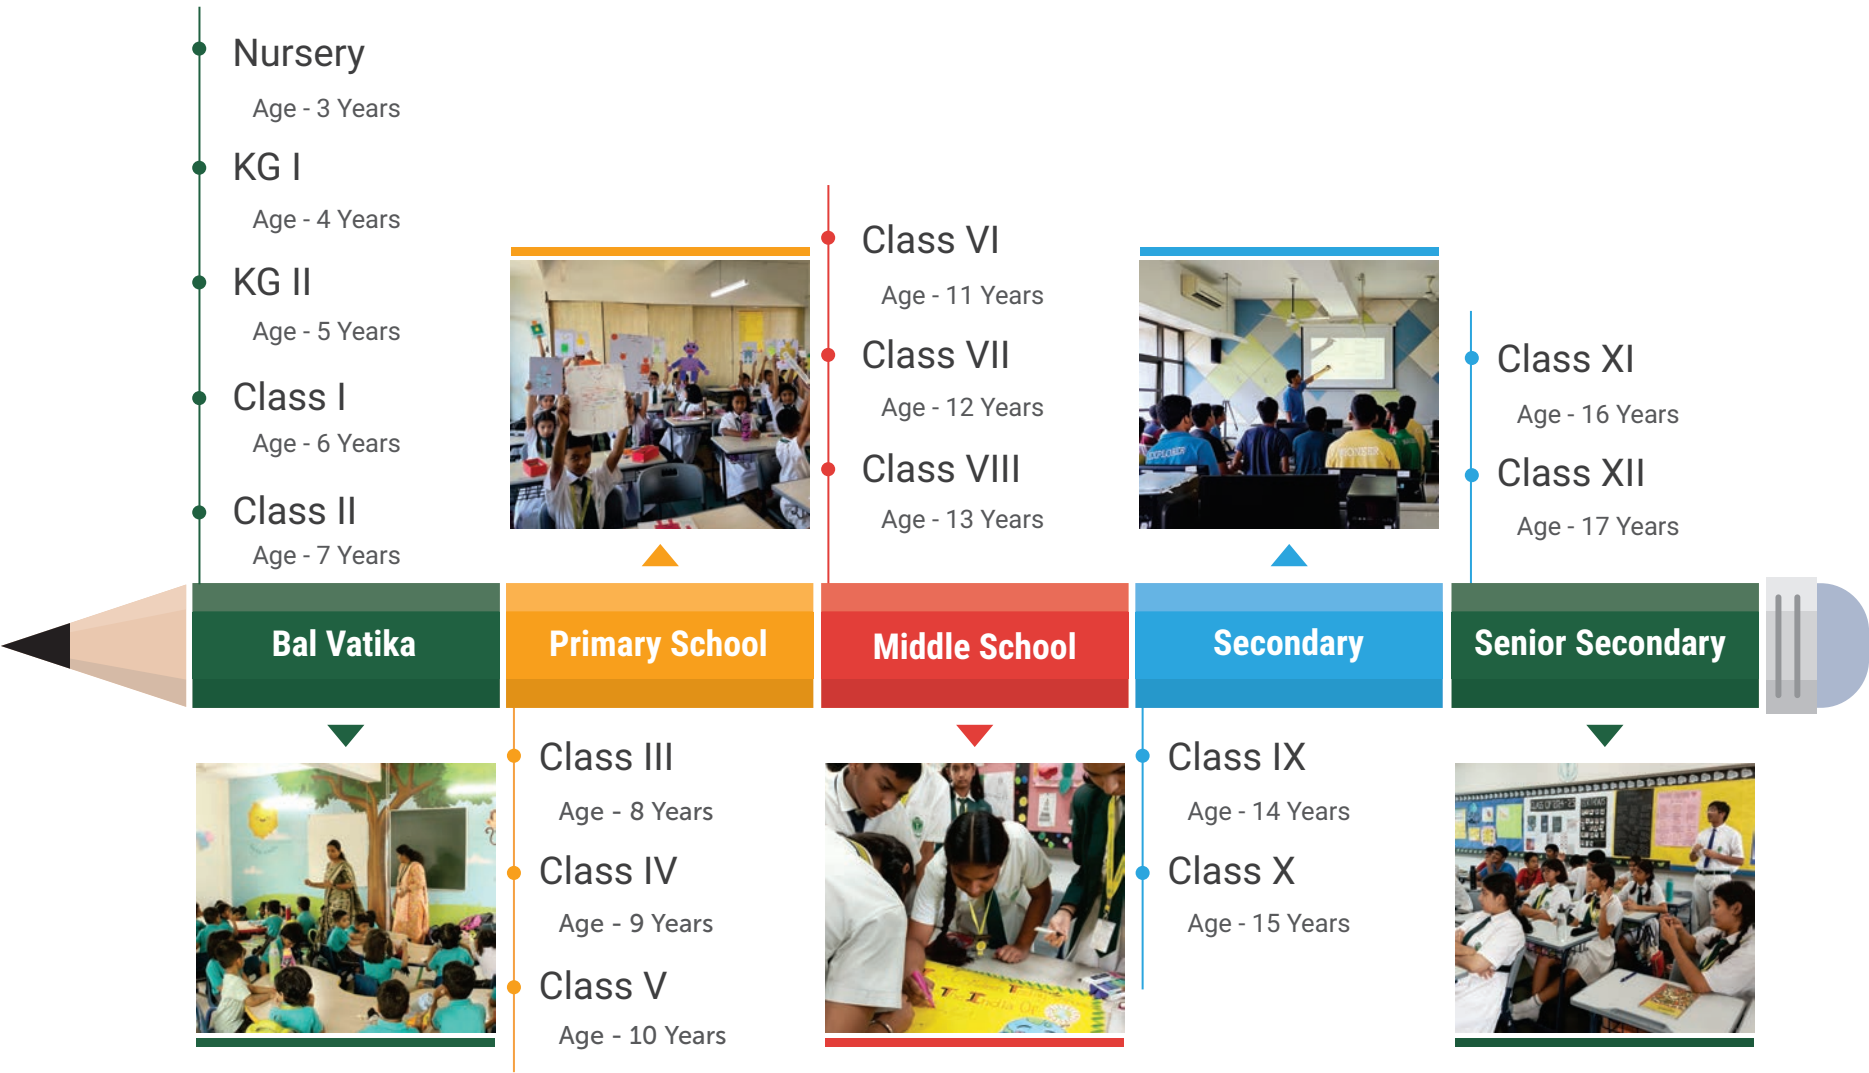 Nursery
Age - 3 Years
KG I
Age - 4 Years
KG II
Age - 5 Years
Class I
Age - 6 Years
Class II
Age - 7 Years
Class VI
Age - 11 Years
Class VII
Age - 12 Years
Class VIII
Age - 13 Years
EXPLORER
PIONEER
Class XI
Age - 16 Years
Class XII
Age - 17 Years
Bal Vatika
Primary School
Middle School
Secondary
Senior Secondary
Class III
Age - 8 Years
Class IV
Age - 9 Years
Class V
Age - 10 Years
Class IX
Age - 14 Years
Class X
Age - 15 Years